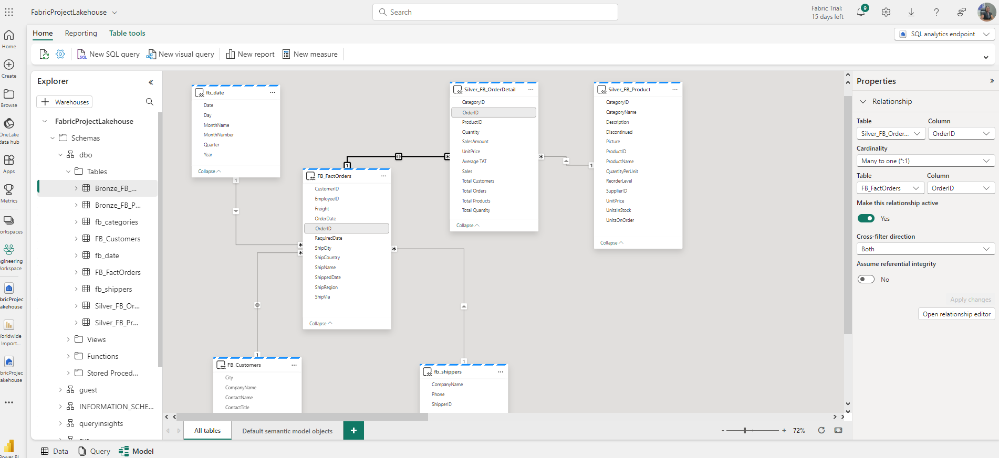 FabricProjectLakehouse
Search
Fabric Trial:
15 days left
9
Home
Reporting
Table tools
SQL analytics endpoint
New SQL query
New visual query
New report
New measure
Home
Create
Browse
OneLake
data hub
Apps
Metrics
orkspaces
ngineering
Workspace
bricProjec
akehouse
Worldwide
Import...
bricProjec
akehouse
Power BI
Explorer
Warehouses
FabricProjectLakehouse
Schemas
dbo
Tables
Bronze_FB_...
Bronze_FB_P...
fb_categories
FB_Customers
fb_date
FB_FactOrders
fb_shippers
Silver_FB_Or...
Silver_FB_Pr...
Views
Functions
Stored Proced...
guest
INFORMATION_SCHE...
queryinsights
sys
fb_date
Date
Day
MonthName
MonthNumber
Quarter
Year
Collapse
1
FB_FactOrders
CustomerID
EmployeeID
Freight
OrderDate
OrderID
RequiredDate
ShipCity
ShipCountry
ShipName
ShippedDate
ShipRegion
ShipVia
Collapse
1
*
*
*
Silver_FB_OrderDetail
CategoryID
OrderID
ProductID
Quantity
SalesAmount
UnitPrice
Average TAT
Sales
Total Customers
Total Orders
Total Products
Total Quantity
Collapse
*
*
Silver_FB_Product
CategoryID
CategoryName
Description
Discontinued
Picture
ProductID
ProductName
QuantityPerUnit
ReorderLevel
SupplierID
UnitPrice
UnitsInStock
UnitsOnOrder
Collapse
1
1
FB_Customers
City
CompanyName
ContactName
ContactTitle
1
fb_shippers
CompanyName
Phone
ShipperID
Properties
Relationship
Table
Column
Silver_FB_Order...
OrderID
Cardinality
Many to one (*:1)
Table
Column
FB_FactOrders
OrderID
Make this relationship active
Yes
Cross-filter direction
Both
Assume referential integrity
No
Apply changes
Open relationship editor
All tables
Default semantic model objects
+
- + 72%
Data
Query
Model